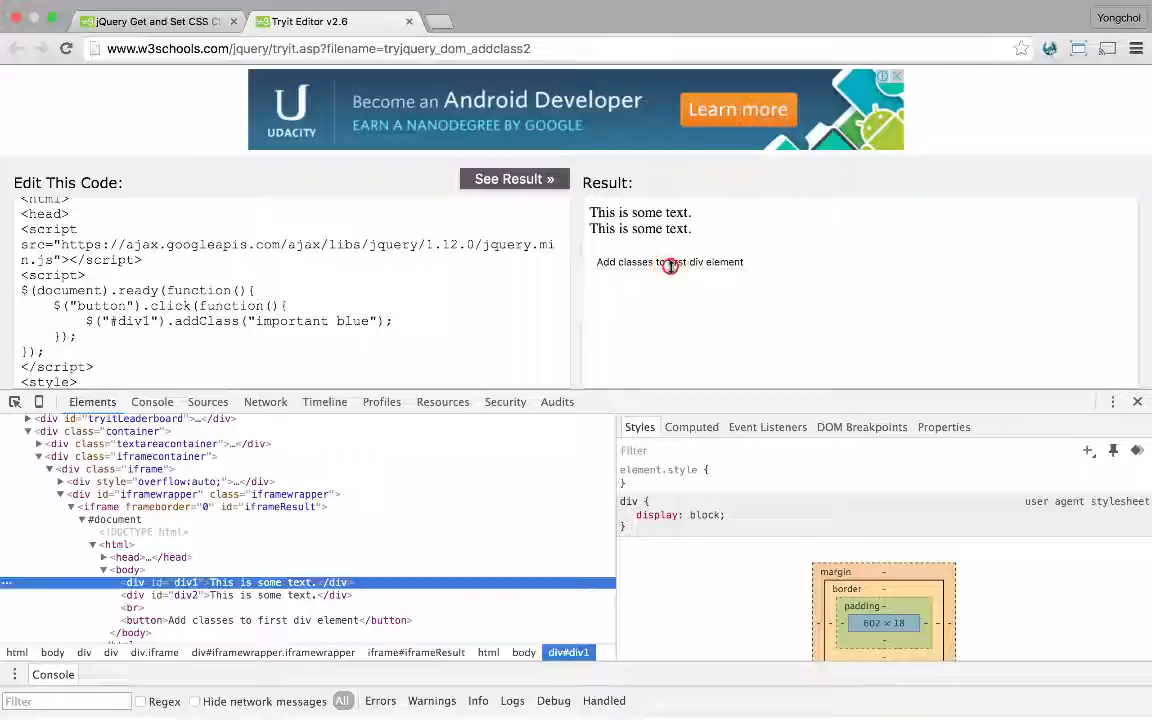 jQuery Get and Set CSS C
Tryit Editor v2.6
Yongchol
www.w3schools.com/jquery/tryit.asp?filename=tryjquery_dom_addclass2
UDACITY
Become an Android Developer
EARN A NANODEGREE BY GOOGLE
Learn more
Edit This Code:
See Result »
Result:
<html>
<head>
<script
src="https://ajax.googleapis.com/ajax/libs/jquery/1.12.0/jquery.mi
n.js"></script>
<script>
$(document).ready(function(){
$("button").click(function(){
$("#div1").addClass("important blue");
});
});
</script>
<style>
This is some text.
This is some text.
Add classes to first div element
Elements Console Sources Network Timeline Profiles Resources Security Audits
<div id="tryitLeaderboard">…</div>
<div class="container">
<div class="textareacontainer">…</div>
<div class="iframecontainer">
<div class="iframe">
<div style="overflow:auto;">…</div>
<div id="iframewrapper" class="iframewrapper">
<iframe frameborder="0" id="iframeResult">
#document
<!DOCTYPE html>
<html>
<head>…</head>
<body>
<div id="div1">This is some text.</div>
<div id="div2">This is some text.</div>
<br>
<button>Add classes to first div element</button>
</body>
html body div div div.iframe div#iframewrapper.iframewrapper iframe#iframeResult html body div#div1
Styles Computed Event Listeners DOM Breakpoints Properties
Filter
element.style {
}
div { user agent stylesheet
display: block;
}
margin -
border -
padding -
- - - 602 × 18 - - -
-
Console
Filter Regex Hide network messages All Errors Warnings Info Logs Debug Handled